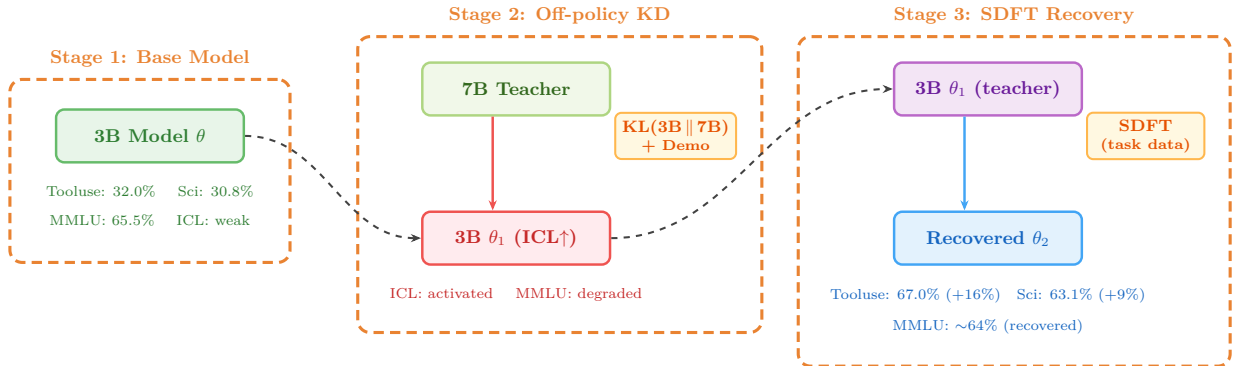 Stage 1: Base Model
3B Model θ
Tooluse: 32.0% Sci: 30.8%
MMLU: 65.5% ICL: weak
Stage 2: Off-policy KD
7B Teacher
KL(3B ∥ 7B)
+ Demo
3B θ₁ (ICL↑)
ICL: activated MMLU: degraded
Stage 3: SDFT Recovery
3B θ₁ (teacher)
SDFT
(task data)
Recovered θ₂
Tooluse: 67.0% (+16%) Sci: 63.1% (+9%)
MMLU: ∼64% (recovered)